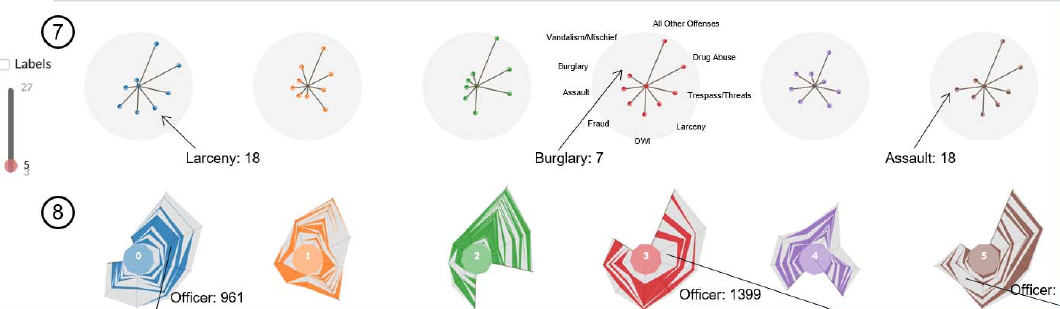 7
All Other Offenses
Vandalism/Mischief
Drug Abuse
Labels
Burglary
27
Assault
Trespass/Threats
Fraud
Larceny
OWI
Larceny: 18
Burglary: 7
Assault: 18
5
3
8
0
1
2
3
4
5
Officer: 961
Officer: 1399
Officer: